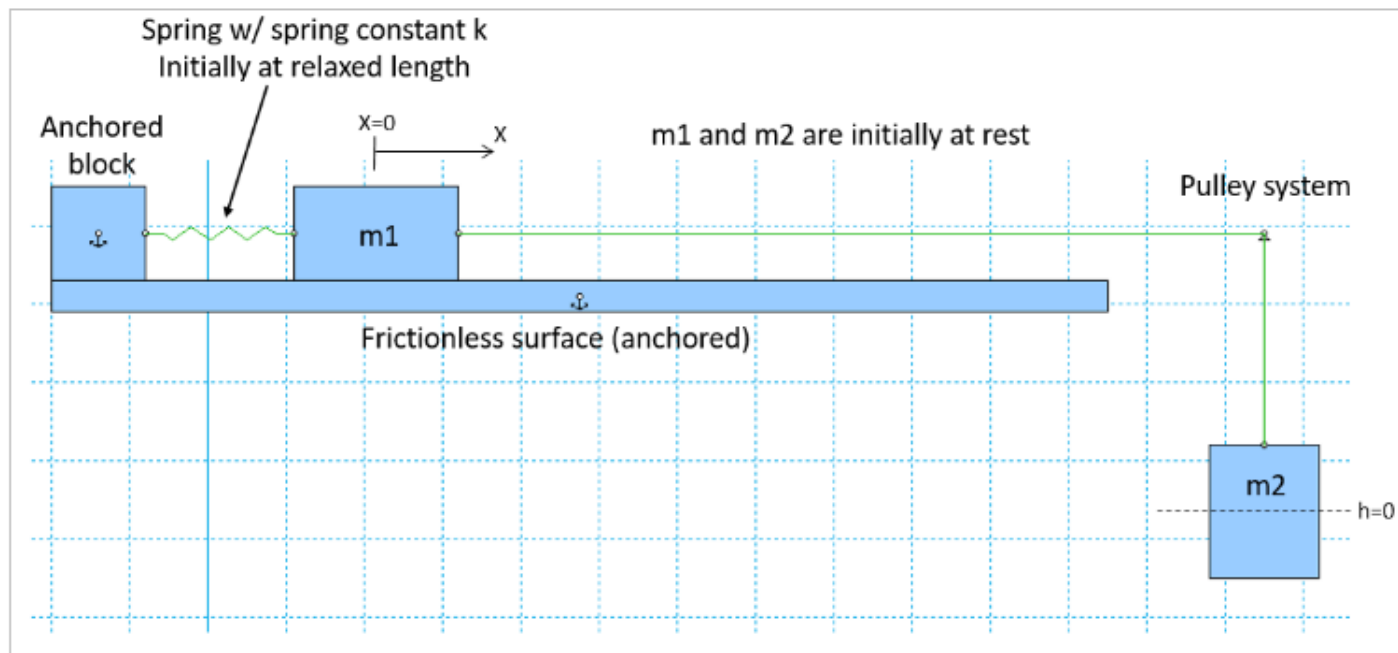 Spring w/ spring constant k
Initially at relaxed length
Anchored
block
X=0
X
m1 and m2 are initially at rest
Pulley system
m1
Frictionless surface (anchored)
m2
h=0